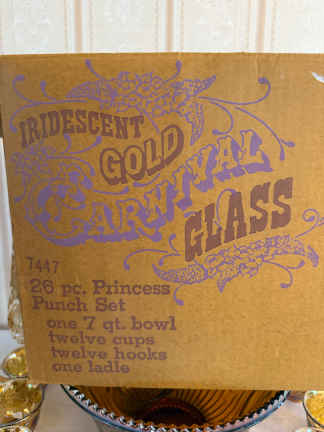 IRIDESCENT
GOLD
CARNIVAL
GLASS
7447
26 pc. Princess
Punch Set
one 7 qt. bowl
twelve cups
twelve hooks
one ladle